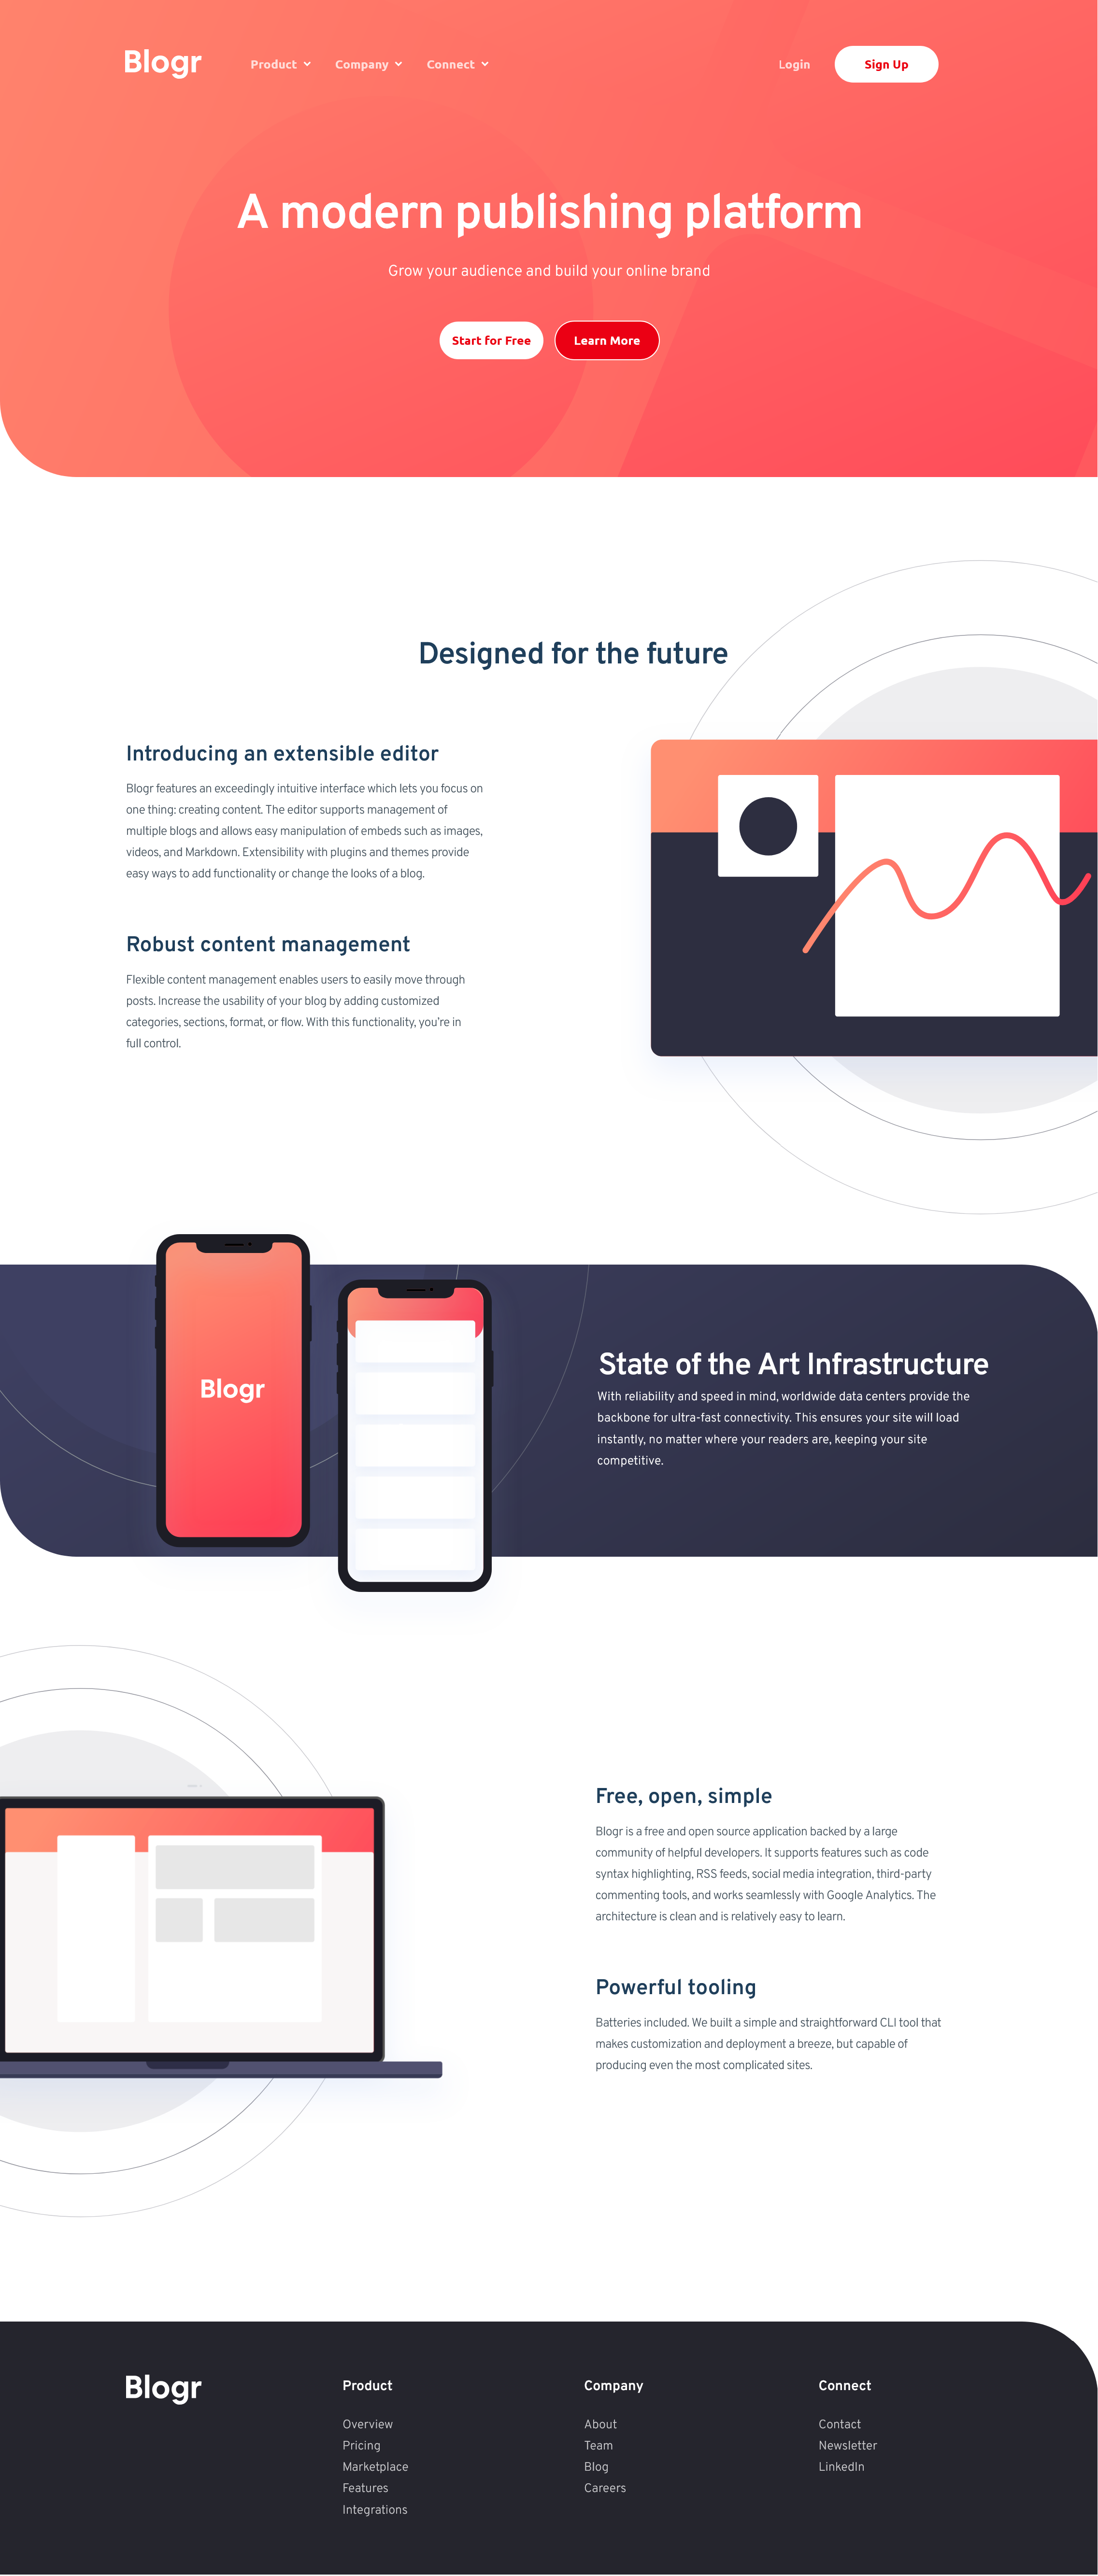 Blogr
Product
Company
Connect
Login
Sign Up
A modern publishing platform
Grow your audience and build your online brand
Start for Free
Learn More
Designed for the future
Introducing an extensible editor
Blogr features an exceedingly intuitive interface which lets you focus on
one thing: creating content. The editor supports management of
multiple blogs and allows easy manipulation of embeds such as images,
videos, and Markdown. Extensibility with plugins and themes provide
easy ways to add functionality or change the looks of a blog.
Robust content management
Flexible content management enables users to easily move through
posts. Increase the usability of your blog by adding customized
categories, sections, format, or flow. With this functionality, you're in
full control.
Blogr
State of the Art Infrastructure
With reliability and speed in mind, worldwide data centers provide the
backbone for ultra-fast connectivity. This ensures your site will load
instantly, no matter where your readers are, keeping your site
competitive.
Free, open, simple
Blogr is a free and open source application backed by a large
community of helpful developers. It supports features such as code
syntax highlighting, RSS feeds, social media integration, third-party
commenting tools, and works seamlessly with Google Analytics. The
architecture is clean and is relatively easy to learn.
Powerful tooling
Batteries included. We built a simple and straightforward CLI tool that
makes customization and deployment a breeze, but capable of
producing even the most complicated sites.
Blogr
Product
Overview
Pricing
Marketplace
Features
Integrations
Company
About
Team
Blog
Careers
Connect
Contact
Newsletter
LinkedIn